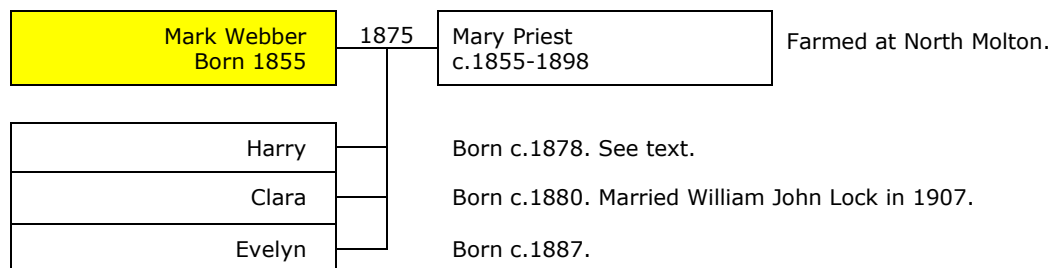 Mark Webber
Born 1855
1875
Mary Priest
c.1855-1898
Farmed at North Molton.
Harry
Born c.1878. See text.
Clara
Born c.1880. Married William John Lock in 1907.
Evelyn
Born c.1887.